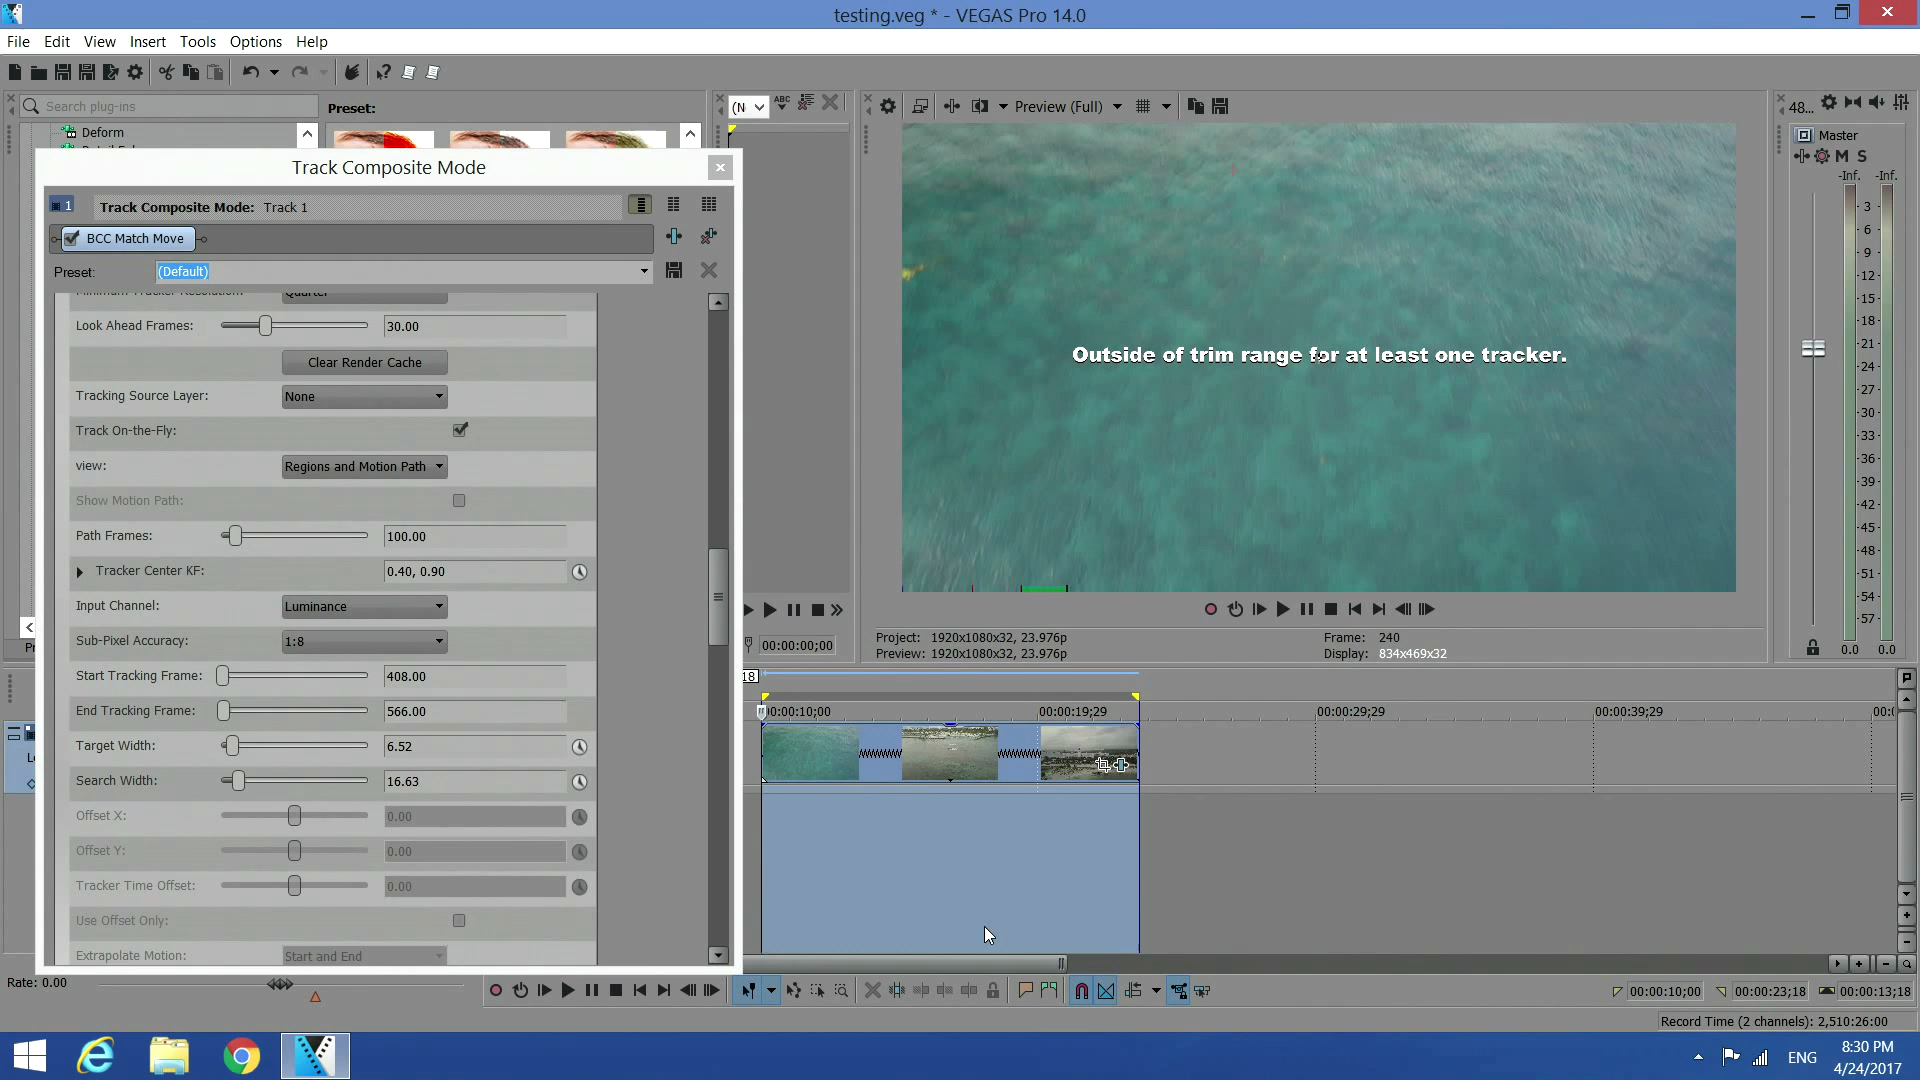 testing.veg * - VEGAS Pro 14.0
File Edit View Insert Tools Options Help
Search plug-ins
Preset:
Deform
Preview (Full)
48...
Master
M S
-Inf. -Inf.
Track Composite Mode
1
Track Composite Mode: Track 1
BCC Match Move
Preset: (Default)
Quarter
Look Ahead Frames: 30.00
Clear Render Cache
Tracking Source Layer: None
Track On-the-Fly:
view: Regions and Motion Path
Show Motion Path:
Path Frames: 100.00
Tracker Center KF: 0.40, 0.90
Input Channel: Luminance
Sub-Pixel Accuracy: 1:8
Start Tracking Frame: 408.00
End Tracking Frame: 566.00
Target Width: 6.52
Search Width: 16.63
Offset X: 0.00
Offset Y: 0.00
Tracker Time Offset: 0.00
Use Offset Only:
Extrapolate Motion: Start and End
Outside of trim range for at least one tracker.
3
6
9
12
15
18
21
24
27
30
33
36
39
42
45
48
51
54
57
0.0 0.0
00:00:00;00
Project: 1920x1080x32, 23.976p
Preview: 1920x1080x32, 23.976p
Frame: 240
Display: 834x469x32
18
00:00:19;29 00:00:29;29 00:00:39;29
Rate: 0.00
00:00:10;00 00:00:23;18 00:00:13;18
Record Time (2 channels): 2,510:26:00
ENG
8:30 PM
4/24/2017